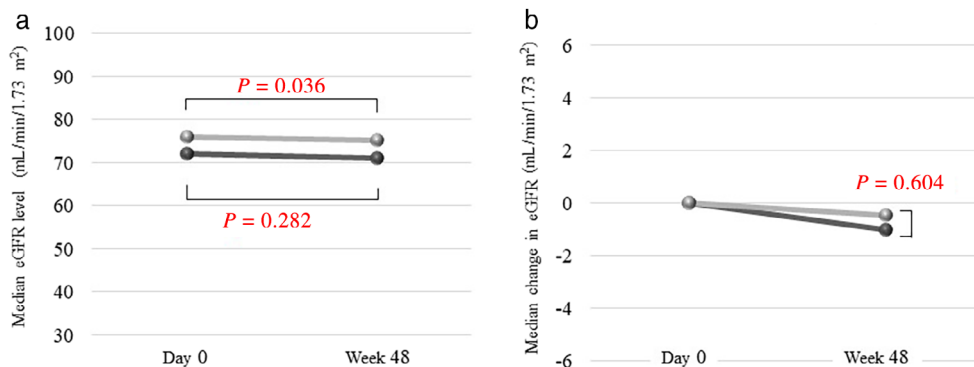 a
Median eGFR level (mL/min/1.73 m²)
100
90
80
70
60
50
40
30
P = 0.036
P = 0.282
Day 0 Week 48
b
Median change in eGFR (mL/min/1.73 m²)
6
4
2
0
-2
-4
-6
P = 0.604
Day 0 Week 48